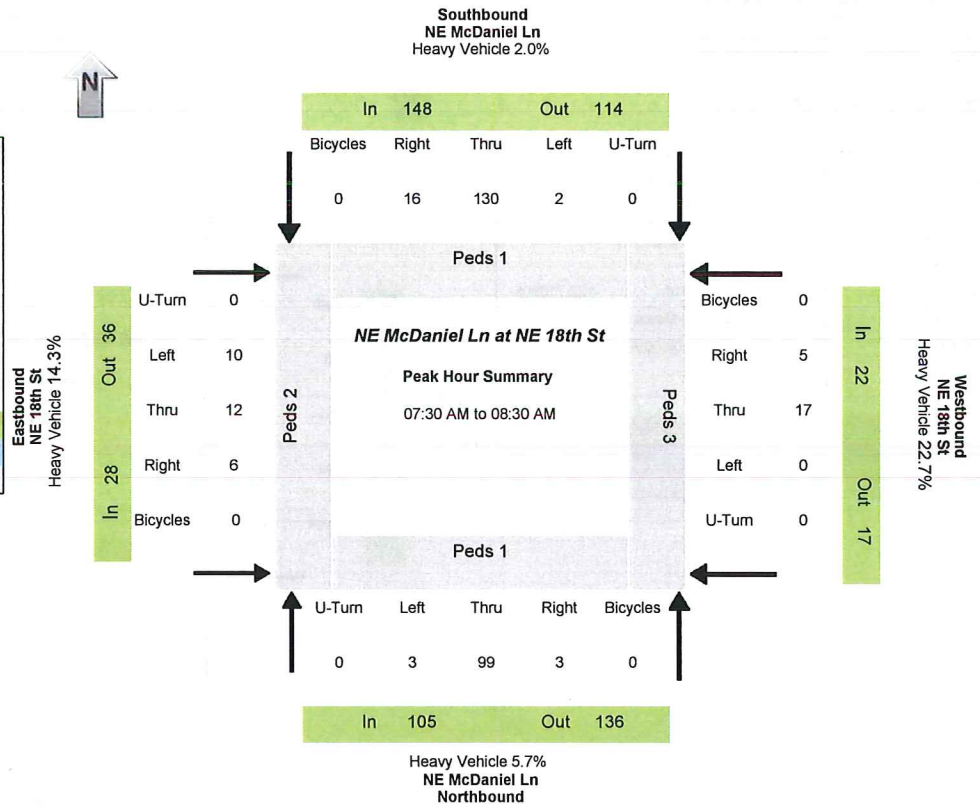 Southbound
NE McDaniel Ln
Heavy Vehicle 2.0%
N
In 148 Out 114
Bicycles Right Thru Left U-Turn
0 16 130 2 0
Peds 1
Eastbound
NE 18th St
Heavy Vehicle 14.3%
Out 36
In 28
U-Turn 0
Left 10
Thru 12
Right 6
Bicycles 0
Peds 2
NE McDaniel Ln at NE 18th St
Peak Hour Summary
07:30 AM to 08:30 AM
Peds 3
Bicycles 0
Right 5
Thru 17
Left 0
U-Turn 0
In 22
Out 17
Westbound
NE 18th St
Heavy Vehicle 22.7%
Peds 1
U-Turn Left Thru Right Bicycles
0 3 99 3 0
In 105 Out 136
Heavy Vehicle 5.7%
NE McDaniel Ln
Northbound